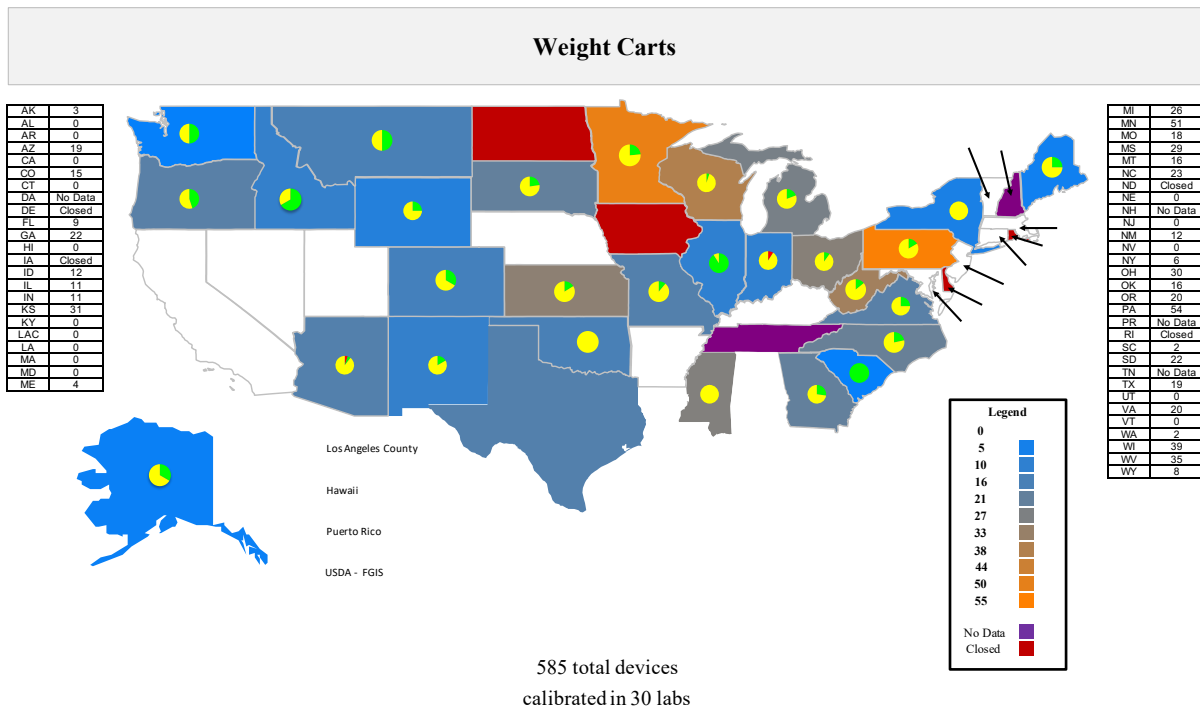 Weight Carts
AK 3
AL 0
AR 0
AZ 19
CA 0
CO 15
CT 0
DA No Data
DE Closed
FL 9
GA 22
HI 0
IA Closed
ID 12
IL 11
IN 11
KS 31
KY 0
LAC 0
LA 0
MA 0
MD 0
ME 4
MI 26
MN 51
MO 18
MS 29
MT 16
NC 23
ND Closed
NE 0
NH No Data
NJ 0
NM 12
NV 0
NY 6
OH 30
OK 16
OR 20
PA 54
PR No Data
RI Closed
SC 2
SD 22
TN No Data
TX 19
UT 0
VA 20
VT 0
WA 2
WI 39
WV 35
WY 8
Los Angeles County
Hawaii
Puerto Rico
USDA - FGIS
Legend
0
5
10
16
21
27
33
38
44
50
55
No Data
Closed
585 total devices
calibrated in 30 labs